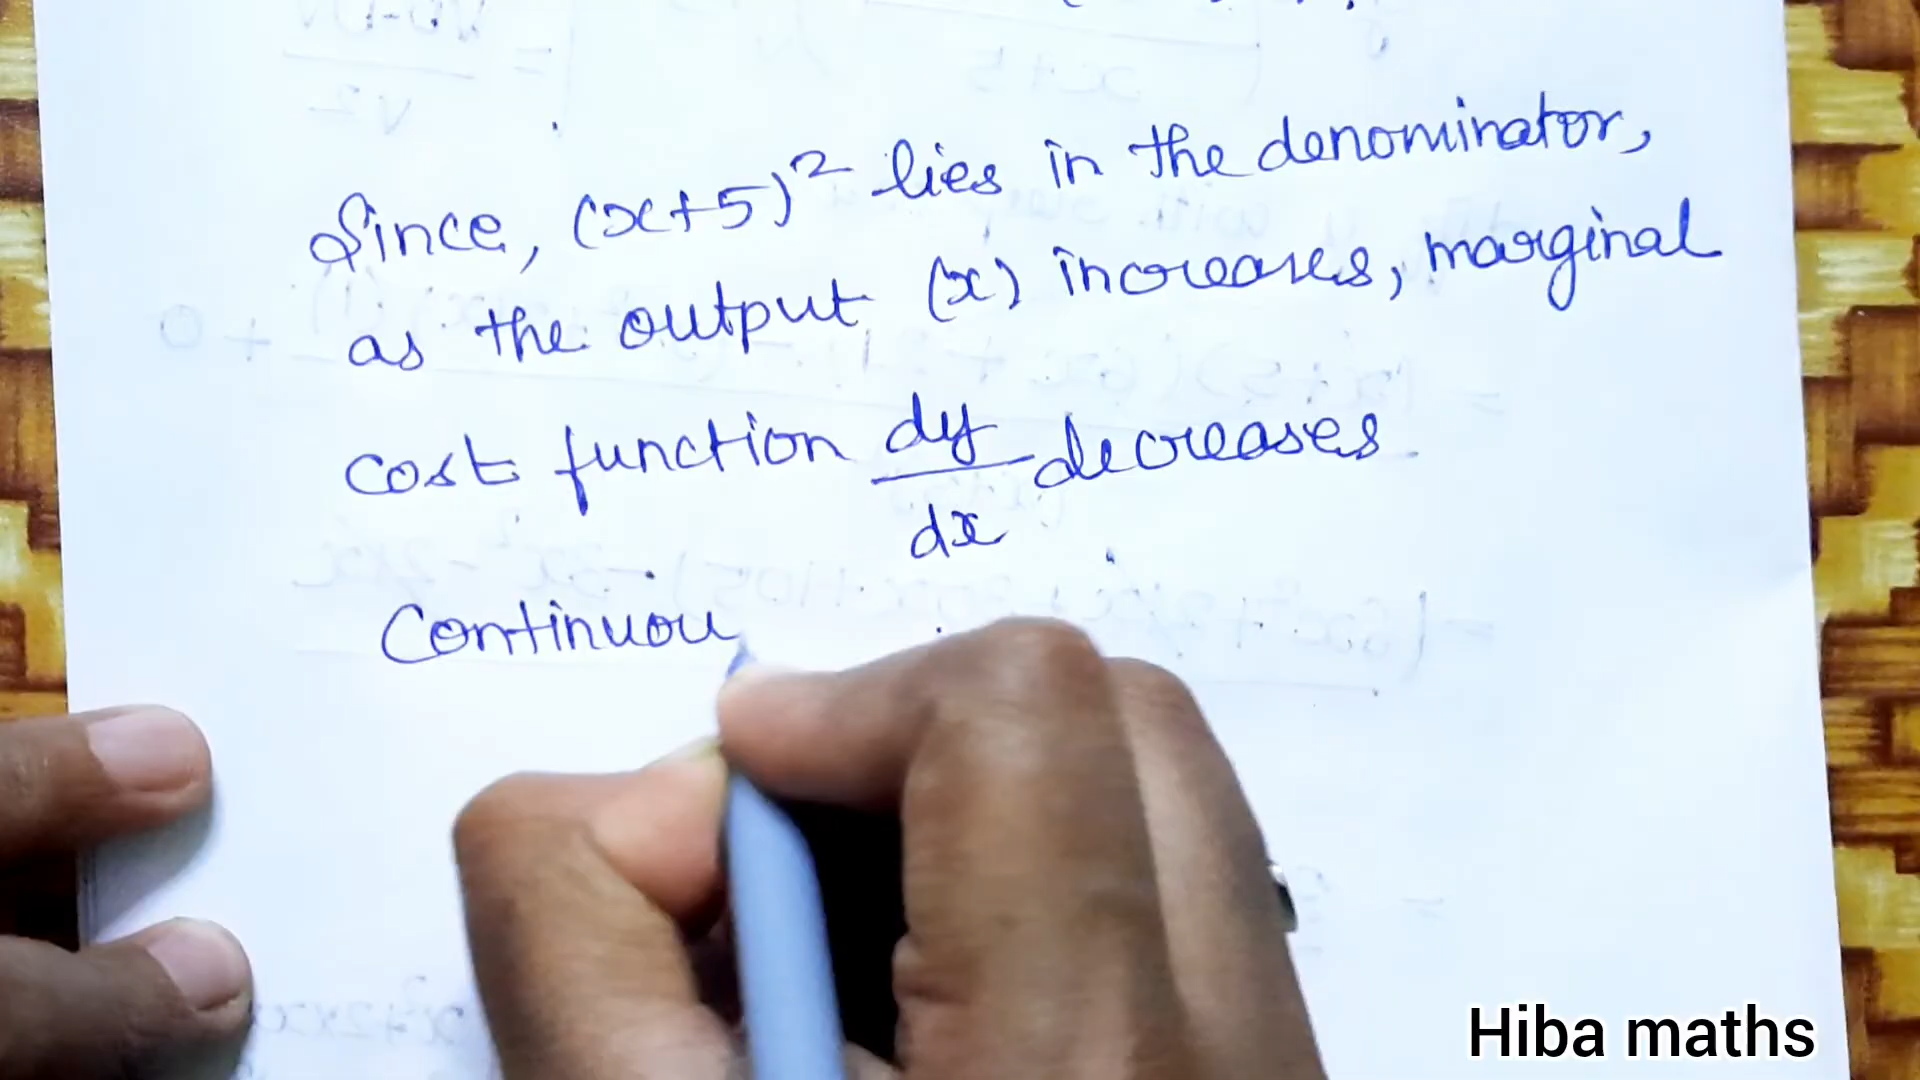 Since, (x+5)² lies in the denominator,
as the output (x) increases, marginal
cost function dy/dx decreases
Continuou
Hiba maths